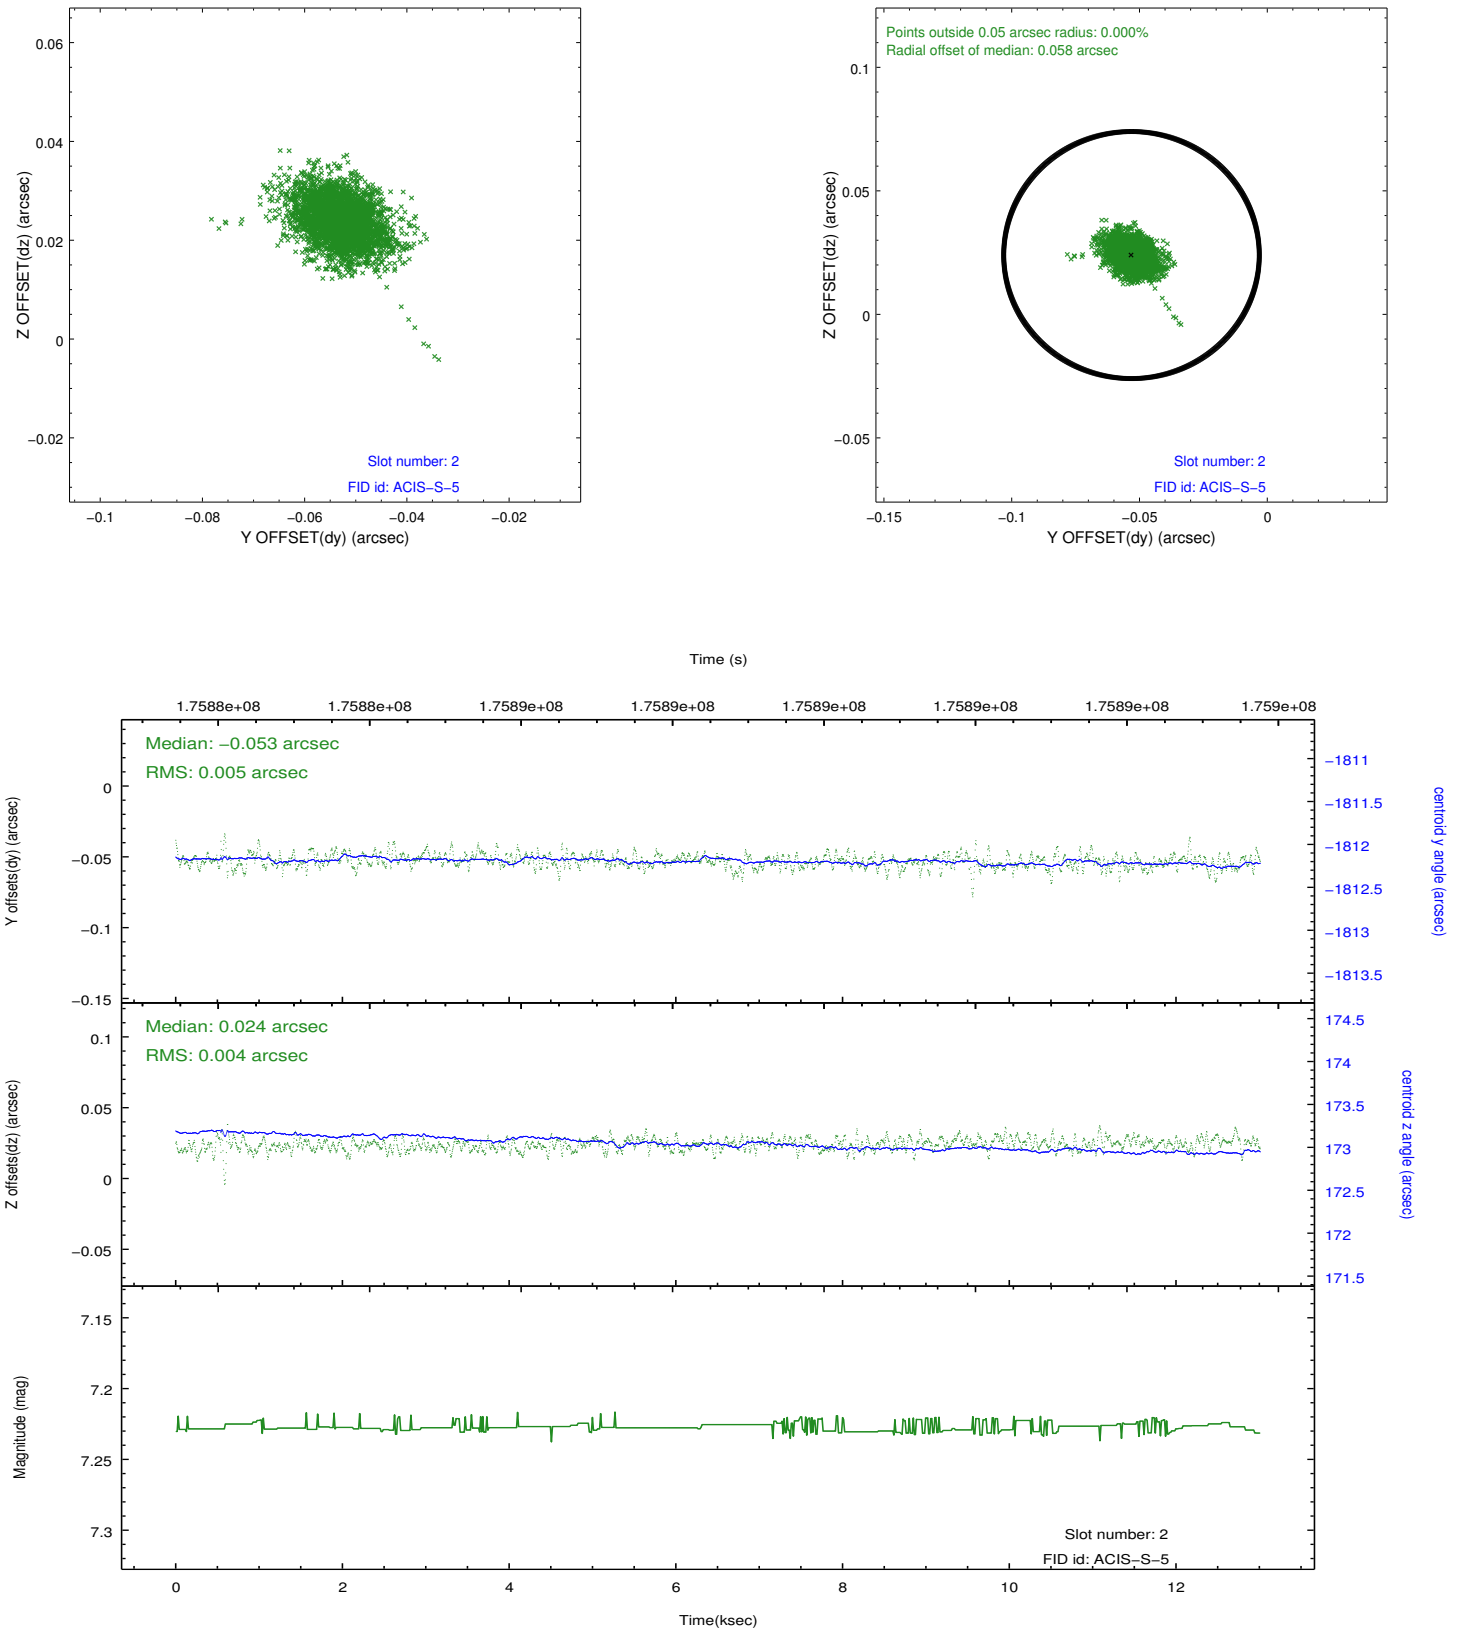 0.06
0.04
0.02
0
−0.02
Z OFFSET(dz) (arcsec)
Slot number: 2
FID id: ACIS−S−5
−0.1 −0.08 −0.06 −0.04 −0.02
Y OFFSET(dy) (arcsec)
Points outside 0.05 arcsec radius: 0.000%
Radial offset of median: 0.058 arcsec
0.1
0.05
0
−0.05
Z OFFSET(dz) (arcsec)
Slot number: 2
FID id: ACIS−S−5
−0.15 −0.1 −0.05 0
Y OFFSET(dy) (arcsec)
Time (s)
1.7588e+08 1.7588e+08 1.7589e+08 1.7589e+08 1.7589e+08 1.7589e+08 1.7589e+08 1.759e+08
Median: −0.053 arcsec
RMS: 0.005 arcsec
0
−0.05
−0.1
−0.15
Y offsets(dy) (arcsec)
−1811
−1811.5
−1812
−1812.5
−1813
−1813.5
centroid y angle (arcsec)
Median: 0.024 arcsec
RMS: 0.004 arcsec
0.1
0.05
0
−0.05
Z offsets(dz) (arcsec)
174.5
174
173.5
173
172.5
172
171.5
centroid z angle (arcsec)
7.15
7.2
7.25
7.3
Magnitude (mag)
Slot number: 2
FID id: ACIS−S−5
0 2 4 6 8 10 12
Time(ksec)